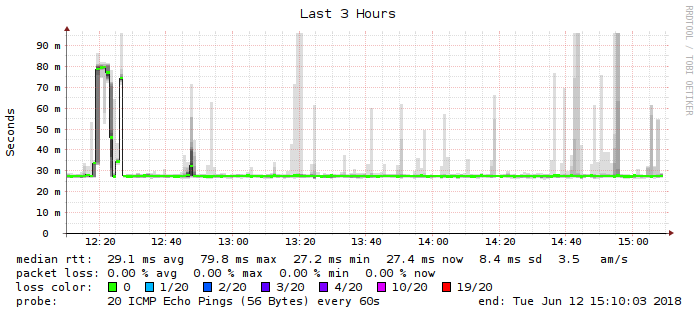 Last 3 Hours
RRDTOOL / TOBI OETIKER
Seconds
90 m
80 m
70 m
60 m
50 m
40 m
30 m
20 m
10 m
0
12:20 12:40 13:00 13:20 13:40 14:00 14:20 14:40 15:00
median rtt: 29.1 ms avg 79.8 ms max 27.2 ms min 27.4 ms now 8.4 ms sd 3.5 am/s
packet loss: 0.00 % avg 0.00 % max 0.00 % min 0.00 % now
loss color: 0 1/20 2/20 3/20 4/20 10/20 19/20
probe: 20 ICMP Echo Pings (56 Bytes) every 60s end: Tue Jun 12 15:10:03 2018